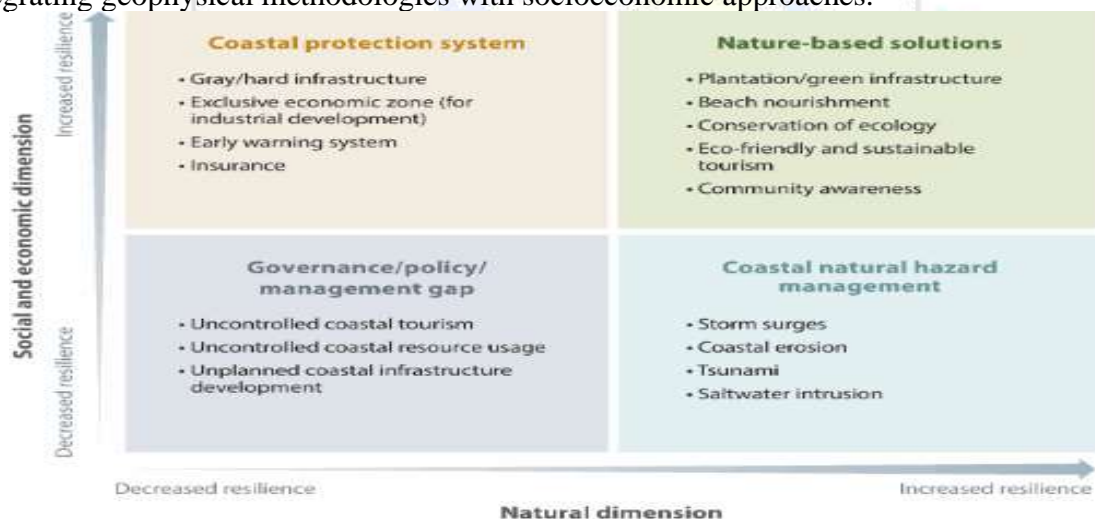 grating geophysical methodologies with socioeconomic approaches.
Coastal protection system
• Gray/hard infrastructure
• Exclusive economic zone (for
industrial development)
• Early warning system
• Insurance
Nature-based solutions
• Plantation/green infrastructure
• Beach nourishment
• Conservation of ecology
• Eco-friendly and sustainable
tourism
• Community awareness
Governance/policy/
management gap
• Uncontrolled coastal tourism
• Uncontrolled coastal resource usage
• Unplanned coastal infrastructure
development
Coastal natural hazard
management
• Storm surges
• Coastal erosion
• Tsunami
• Saltwater intrusion
Social and economic dimension
Increased resilience
Decreased resilience
Decreased resilience
Increased resilience
Natural dimension